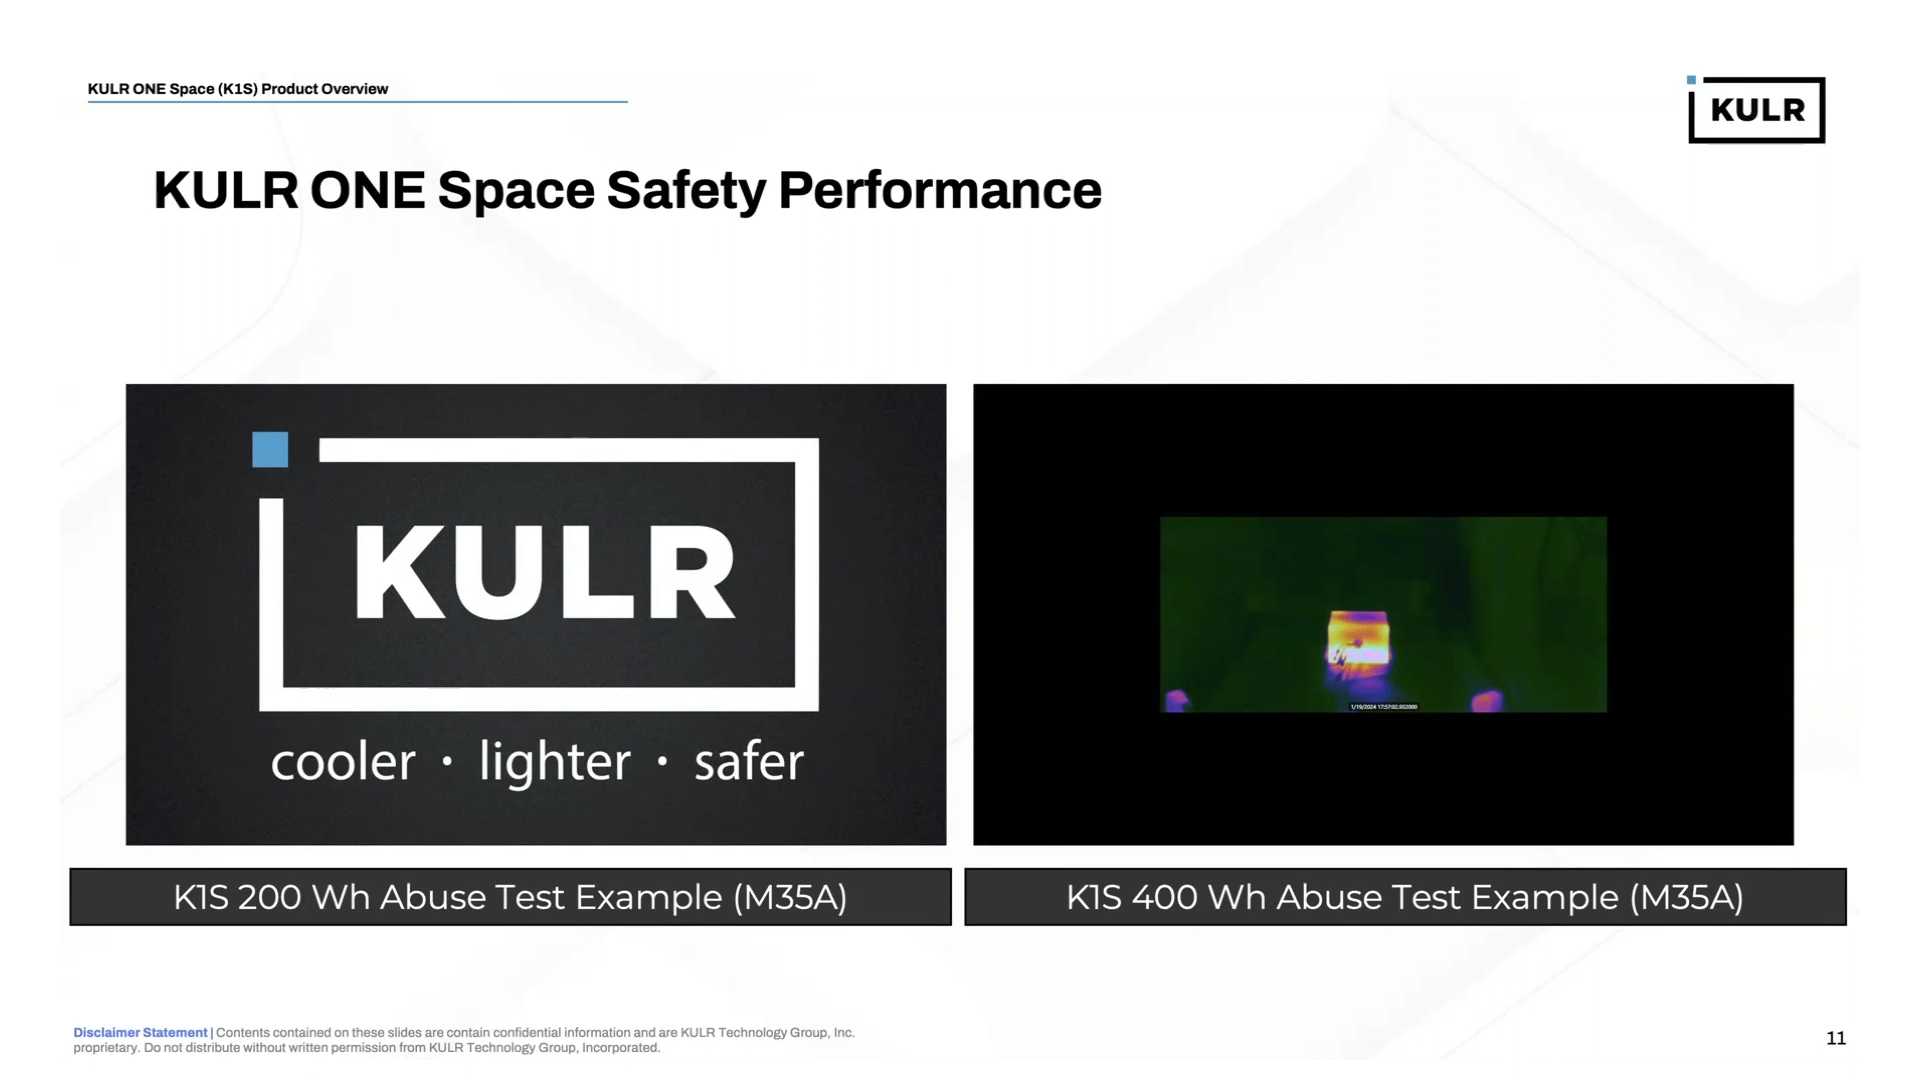 KULR ONE Space (K1S) Product Overview
KULR
KULR ONE Space Safety Performance
KULR
cooler · lighter · safer
K1S 200 Wh Abuse Test Example (M35A)
K1S 400 Wh Abuse Test Example (M35A)
Disclaimer Statement | Contents contained on these slides are contain confidential information and are KULR Technology Group, Inc.
proprietary. Do not distribute without written permission from KULR Technology Group, Incorporated.
11